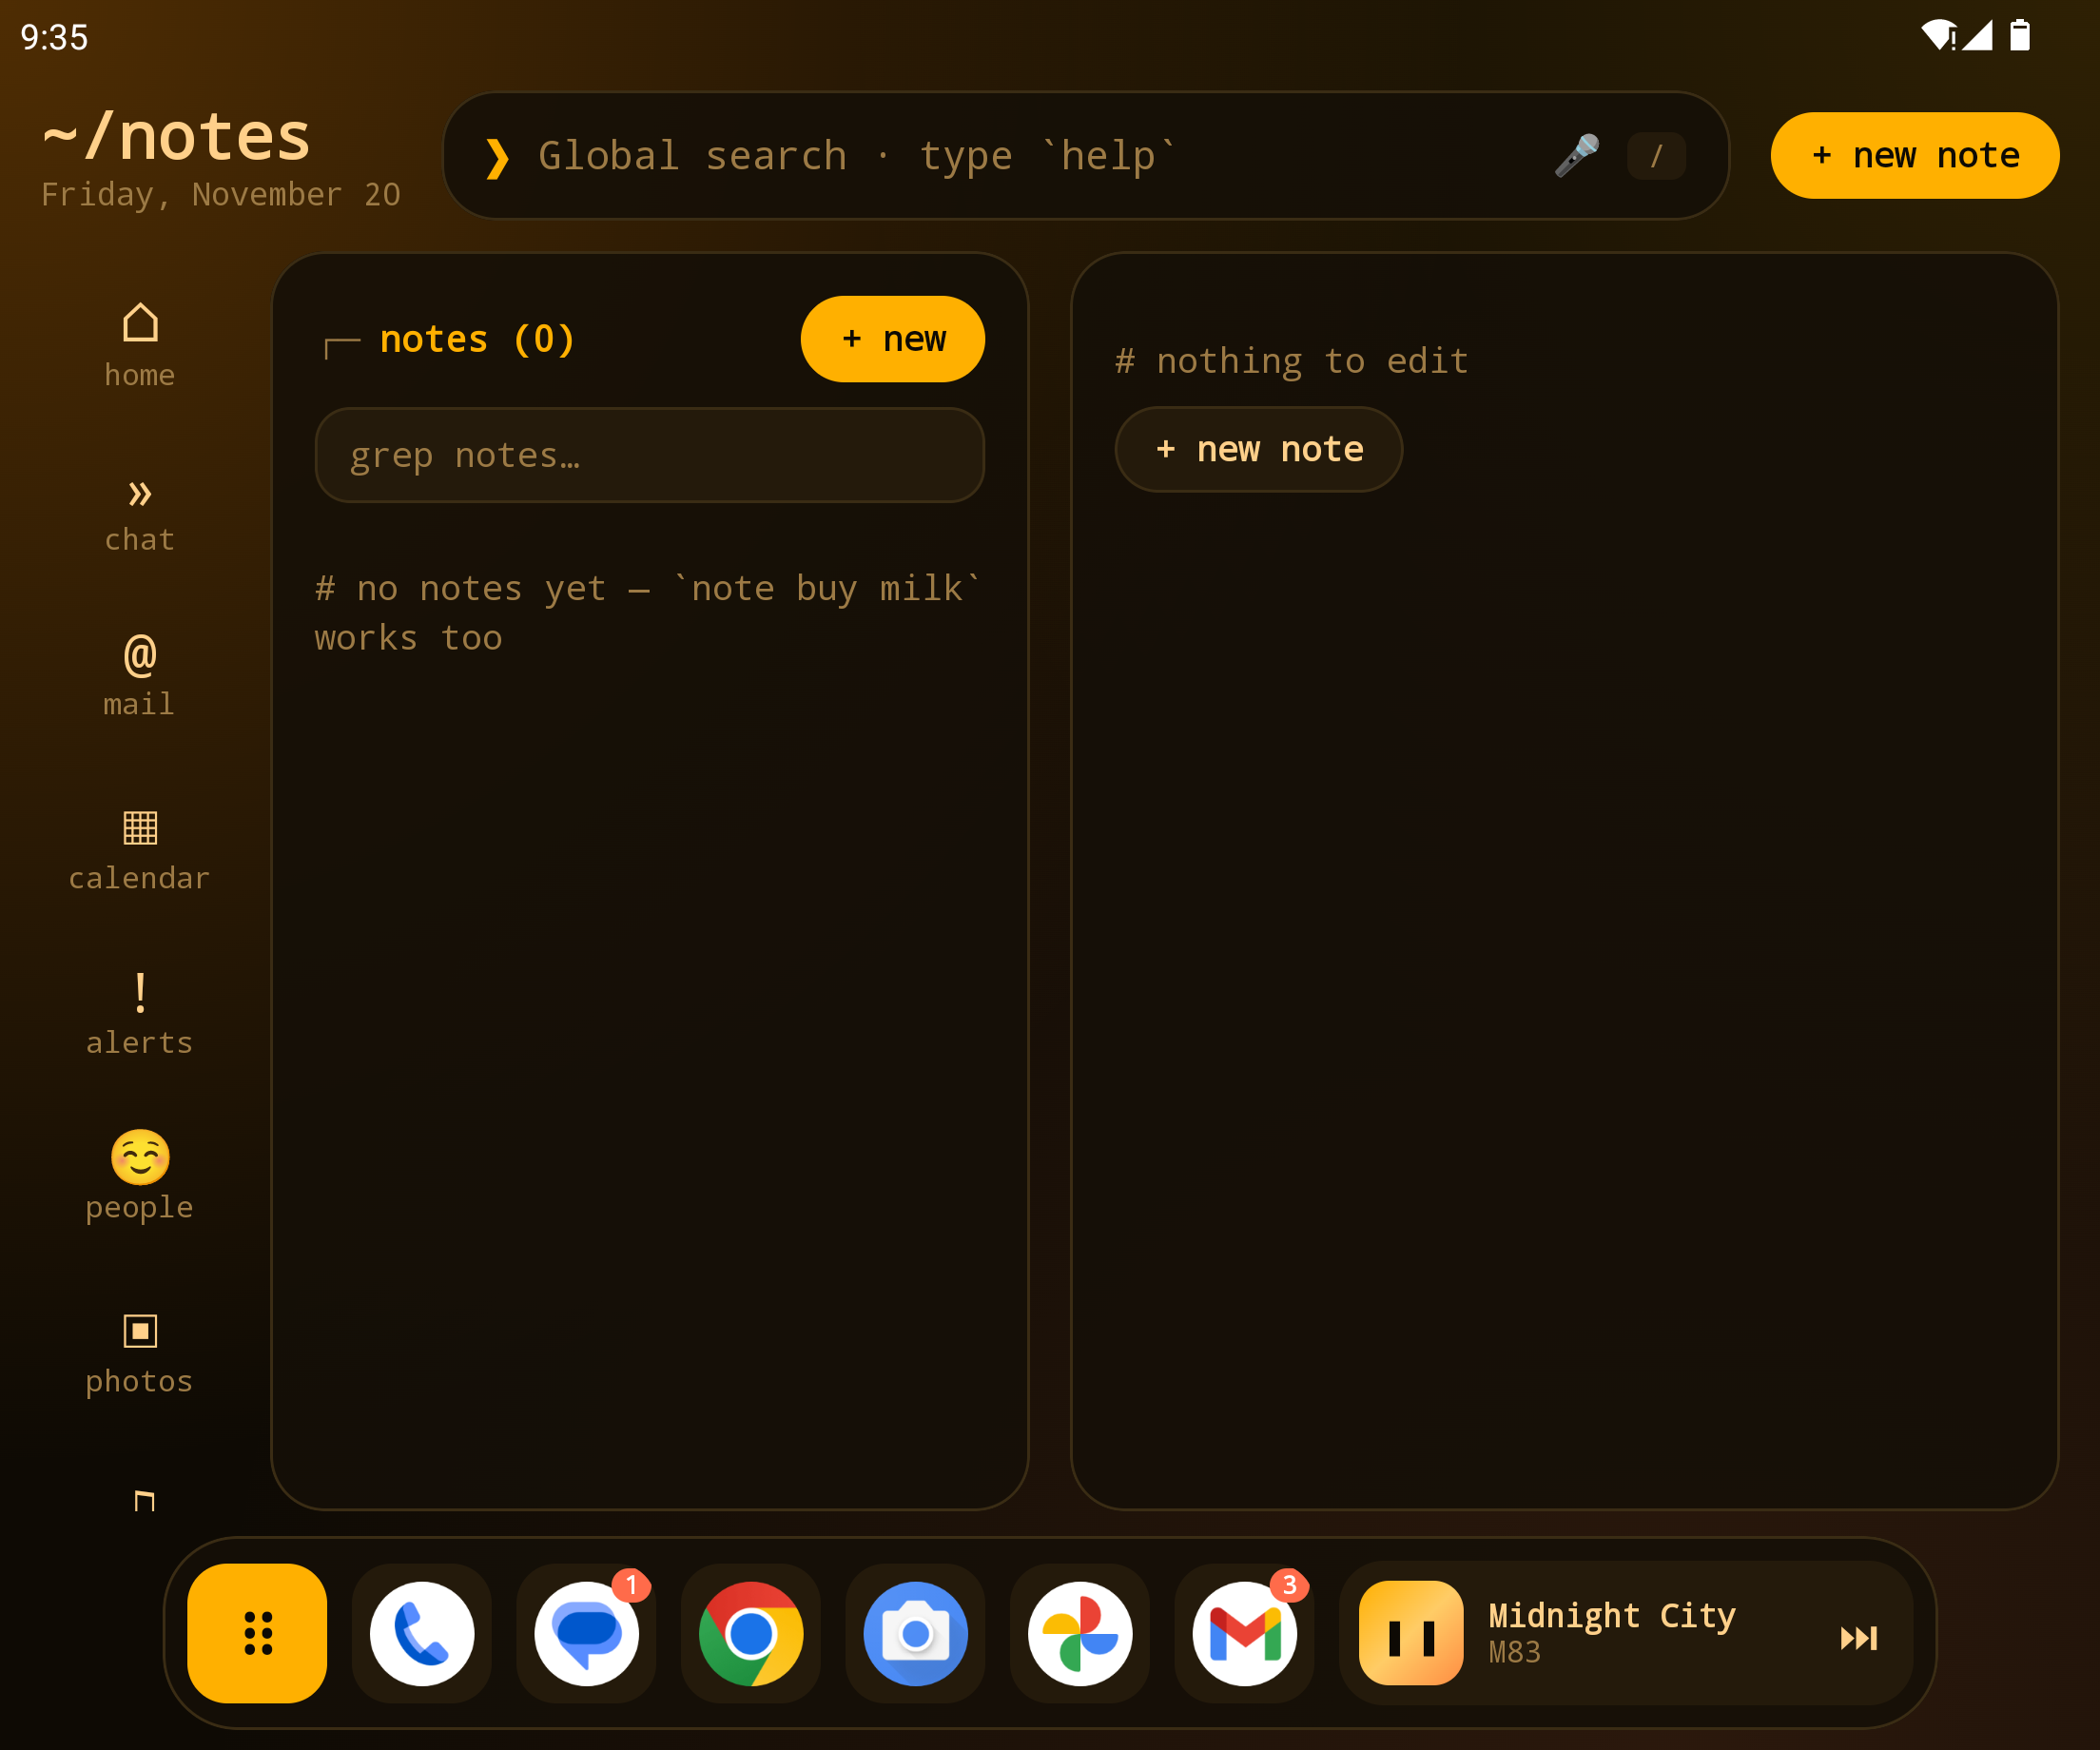 9:35
~/notes
Friday, November 20
❯ Global search · type `help`
/
+ new note
home
» chat
@ mail
calendar
! alerts
people
photos
┌─ notes (0)
+ new
grep notes…
# no notes yet — `note buy milk`
works too
# nothing to edit
+ new note
1
3
Midnight City
M83